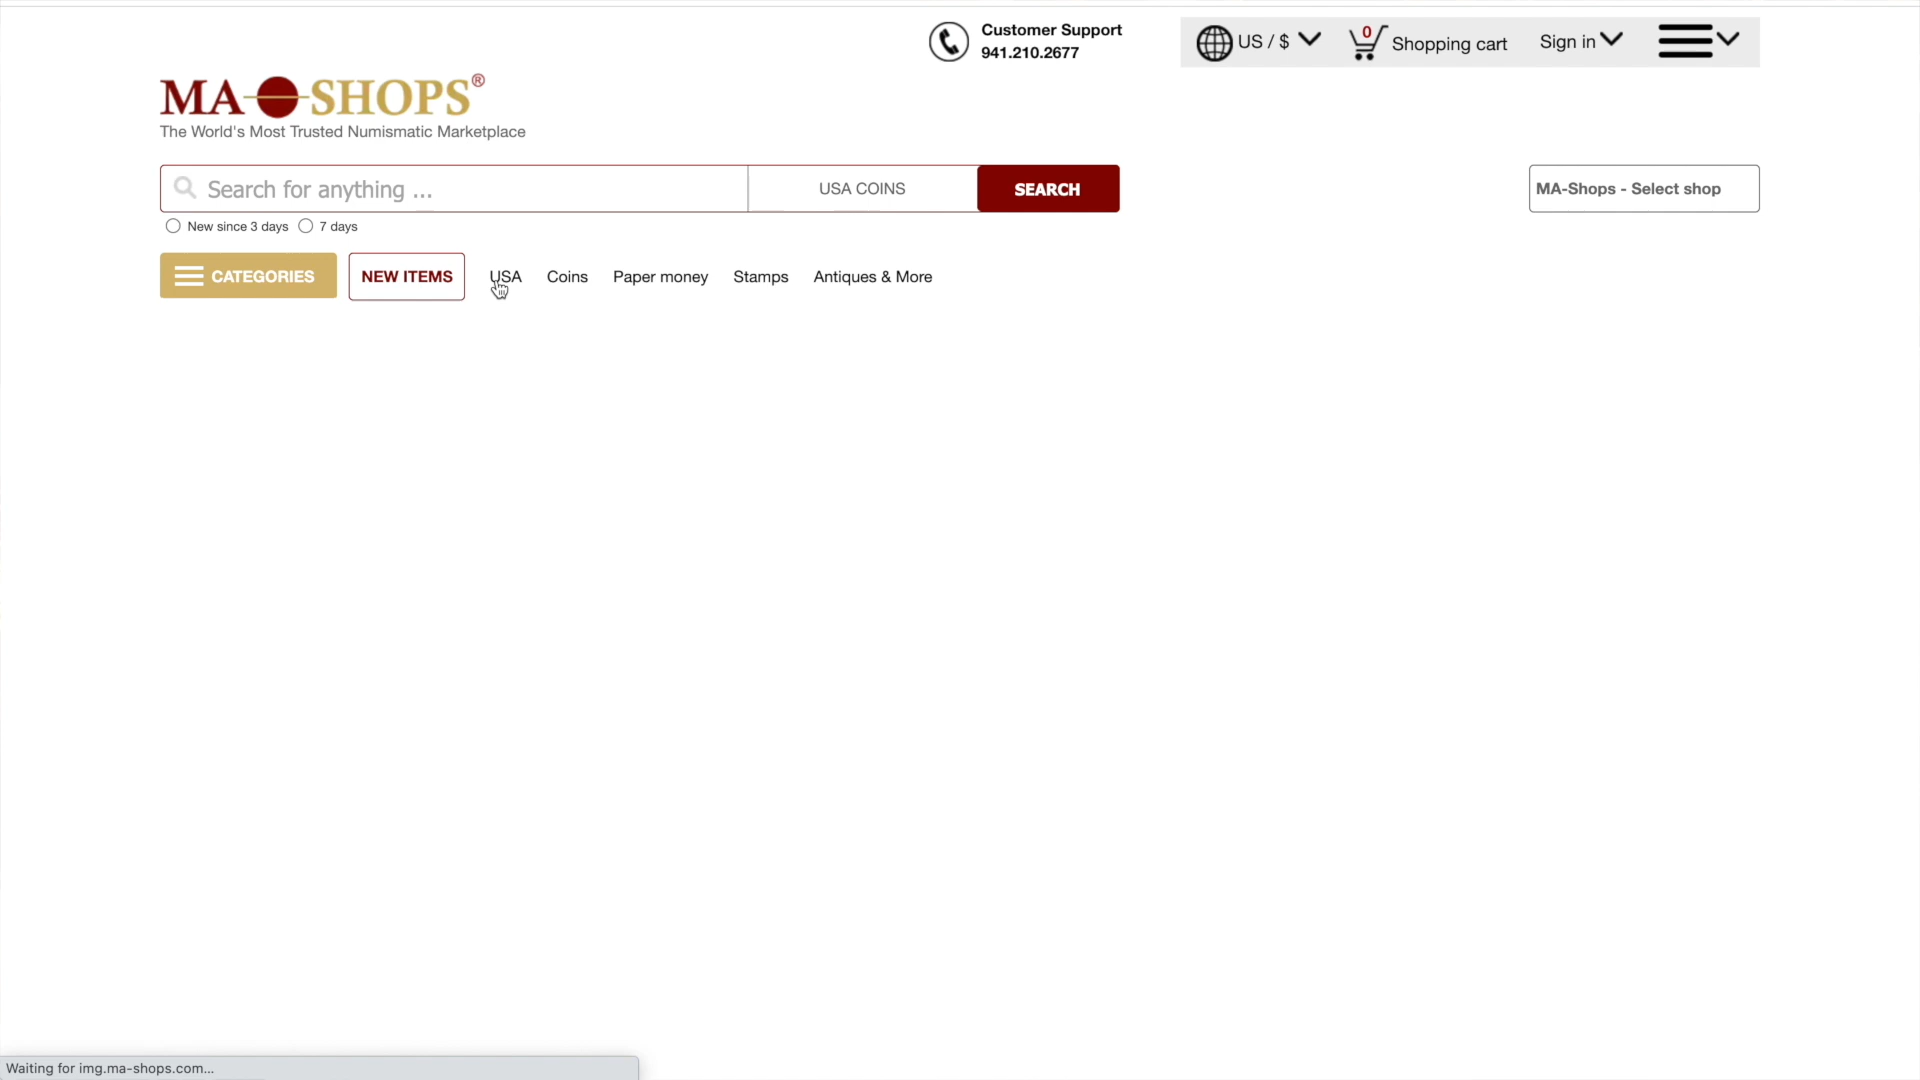 Customer Support
941.210.2677
US / $
0
Shopping cart
Sign in
MA SHOPS®
The World's Most Trusted Numismatic Marketplace
Search for anything ...
USA COINS
SEARCH
MA-Shops - Select shop
New since 3 days
7 days
CATEGORIES
NEW ITEMS
USA
Coins
Paper money
Stamps
Antiques & More
Waiting for img.ma-shops.com...